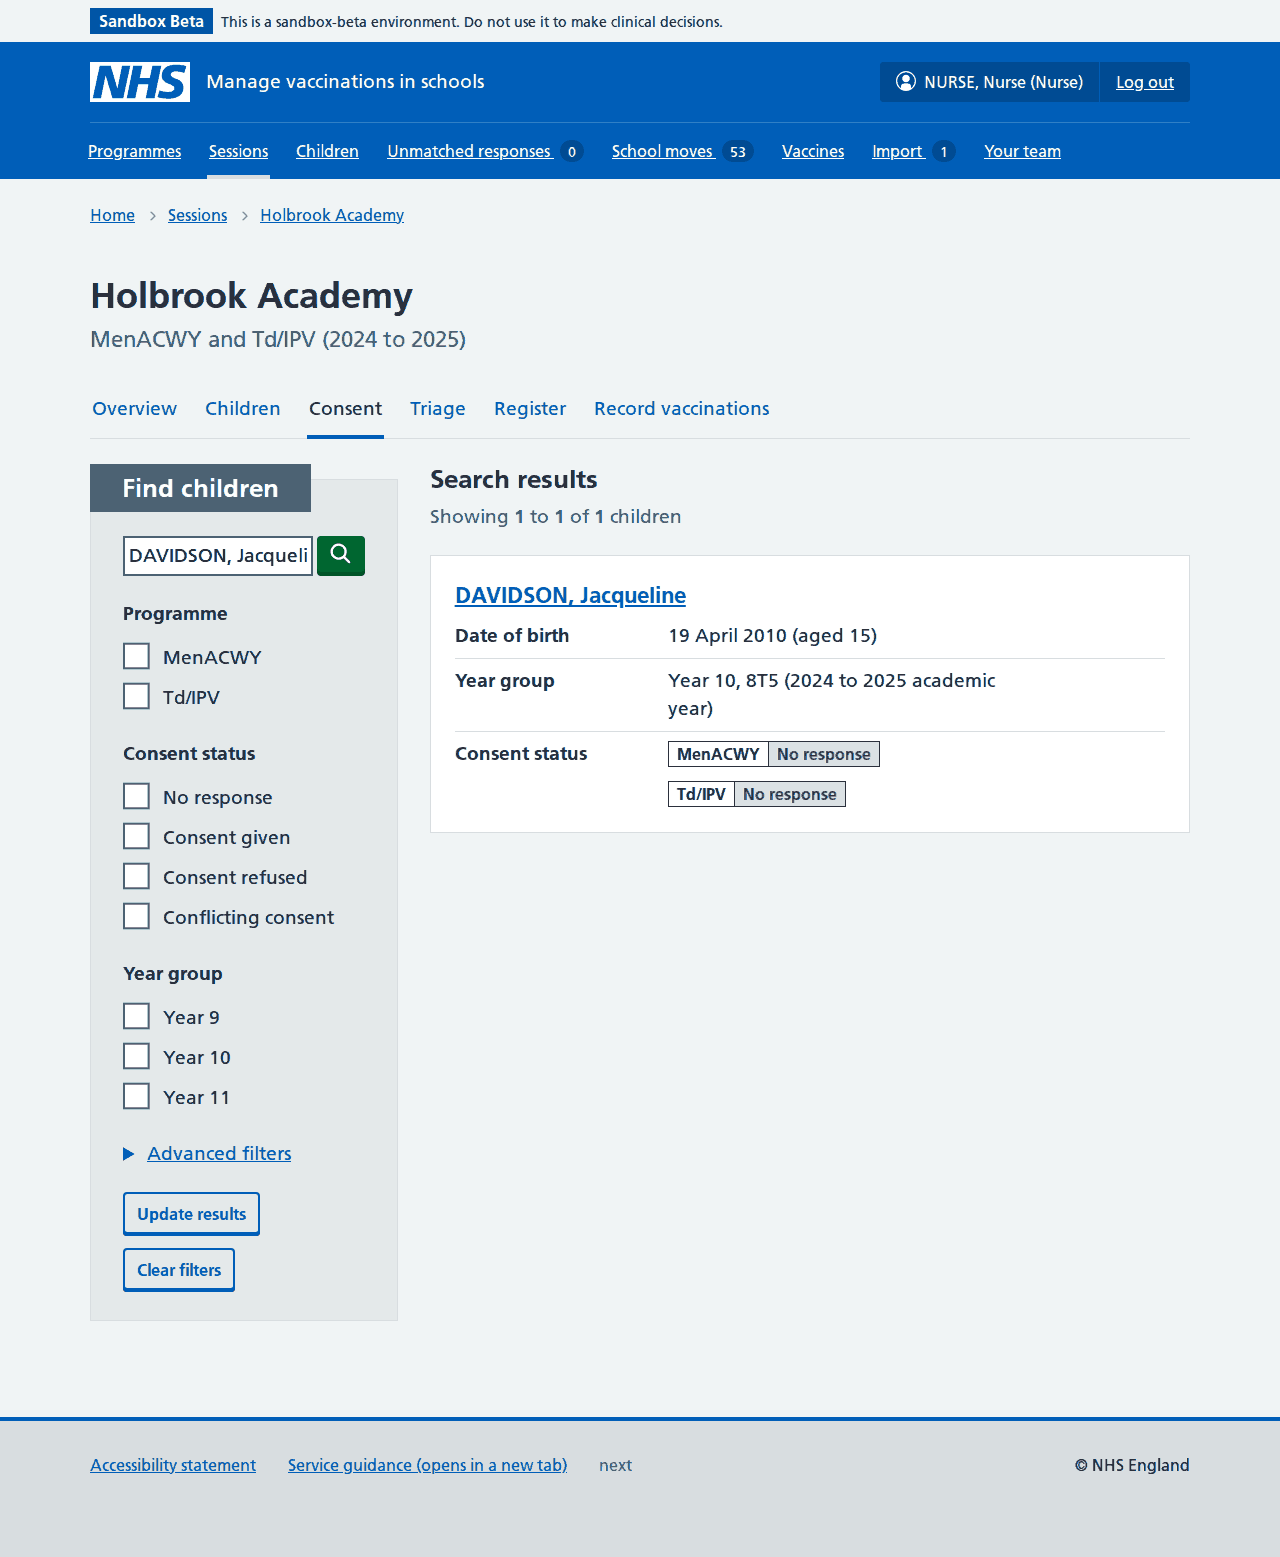 Sandbox Beta This is a sandbox-beta environment. Do not use it to make clinical decisions.
NHS Manage vaccinations in schools NURSE, Nurse (Nurse) Log out
Programmes Sessions Children Unmatched responses 0 School moves 53 Vaccines Import 1 Your team
Home Sessions Holbrook Academy
Holbrook Academy
MenACWY and Td/IPV (2024 to 2025)
Overview Children Consent Triage Register Record vaccinations
Find children
DAVIDSON, Jacqueli
Programme
MenACWY
Td/IPV
Consent status
No response
Consent given
Consent refused
Conflicting consent
Year group
Year 9
Year 10
Year 11
Advanced filters
Update results
Clear filters
Search results
Showing 1 to 1 of 1 children
DAVIDSON, Jacqueline
Date of birth 19 April 2010 (aged 15)
Year group Year 10, 8T5 (2024 to 2025 academic
year)
Consent status MenACWY No response
Td/IPV No response
Accessibility statement Service guidance (opens in a new tab) next © NHS England